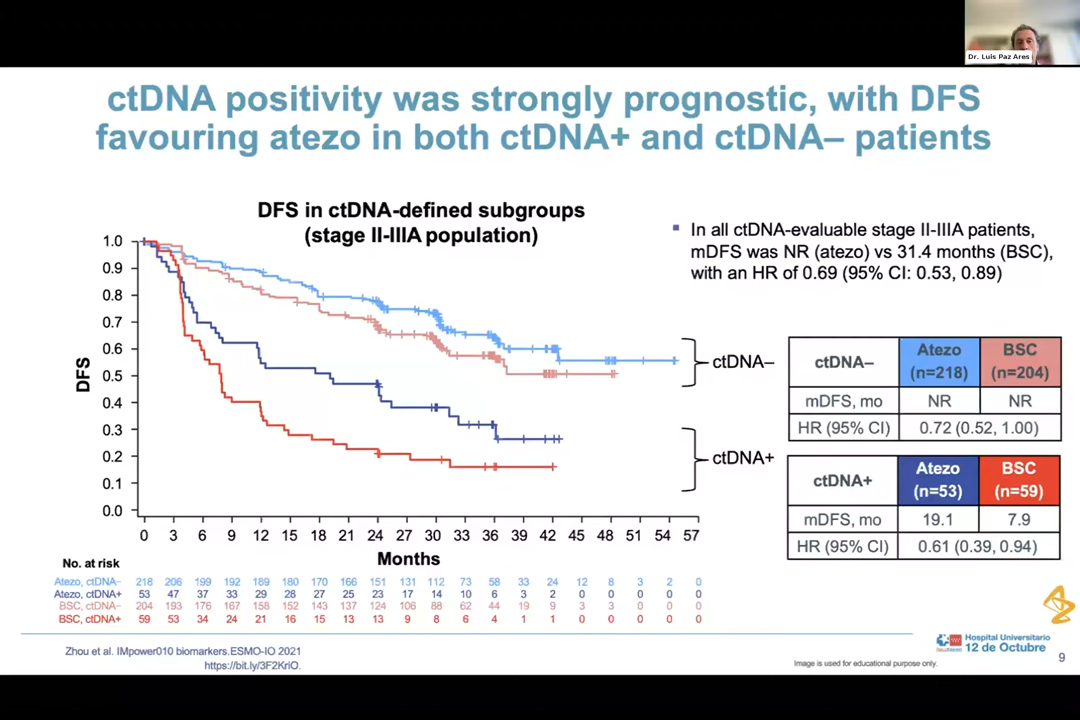 Dr. Luis Paz Ares
ctDNA positivity was strongly prognostic, with DFS
favouring atezo in both ctDNA+ and ctDNA– patients
DFS in ctDNA-defined subgroups
(stage II-IIIA population)
1.0
0.9
0.8
0.7
0.6
0.5
0.4
0.3
0.2
0.1
0.0
DFS
0 3 6 9 12 15 18 21 24 27 30 33 36 39 42 45 48 51 54 57
Months
ctDNA–
ctDNA+
No. at risk
Atezo, ctDNA– 218 206 199 192 189 180 170 166 151 131 112 73 58 33 24 12 8 3 2 0
Atezo, ctDNA+ 53 47 37 33 29 28 27 25 23 17 14 10 6 3 2 0 0 0 0 0
BSC, ctDNA– 204 193 176 167 158 152 143 137 124 106 88 62 44 19 9 3 3 0 0 0
BSC, ctDNA+ 59 53 34 24 21 16 15 13 13 9 8 6 4 1 1 0 0 0 0 0
▪ In all ctDNA-evaluable stage II-IIIA patients,
mDFS was NR (atezo) vs 31.4 months (BSC),
with an HR of 0.69 (95% CI: 0.53, 0.89)
ctDNA– Atezo (n=218) BSC (n=204)
mDFS, mo NR NR
HR (95% CI) 0.72 (0.52, 1.00)
ctDNA+ Atezo (n=53) BSC (n=59)
mDFS, mo 19.1 7.9
HR (95% CI) 0.61 (0.39, 0.94)
Zhou et al. IMpower010 biomarkers.ESMO-IO 2021
https://bit.ly/3F2KriO.
Image is used for educational purpose only.
Hospital Universitario
12 de Octubre
9